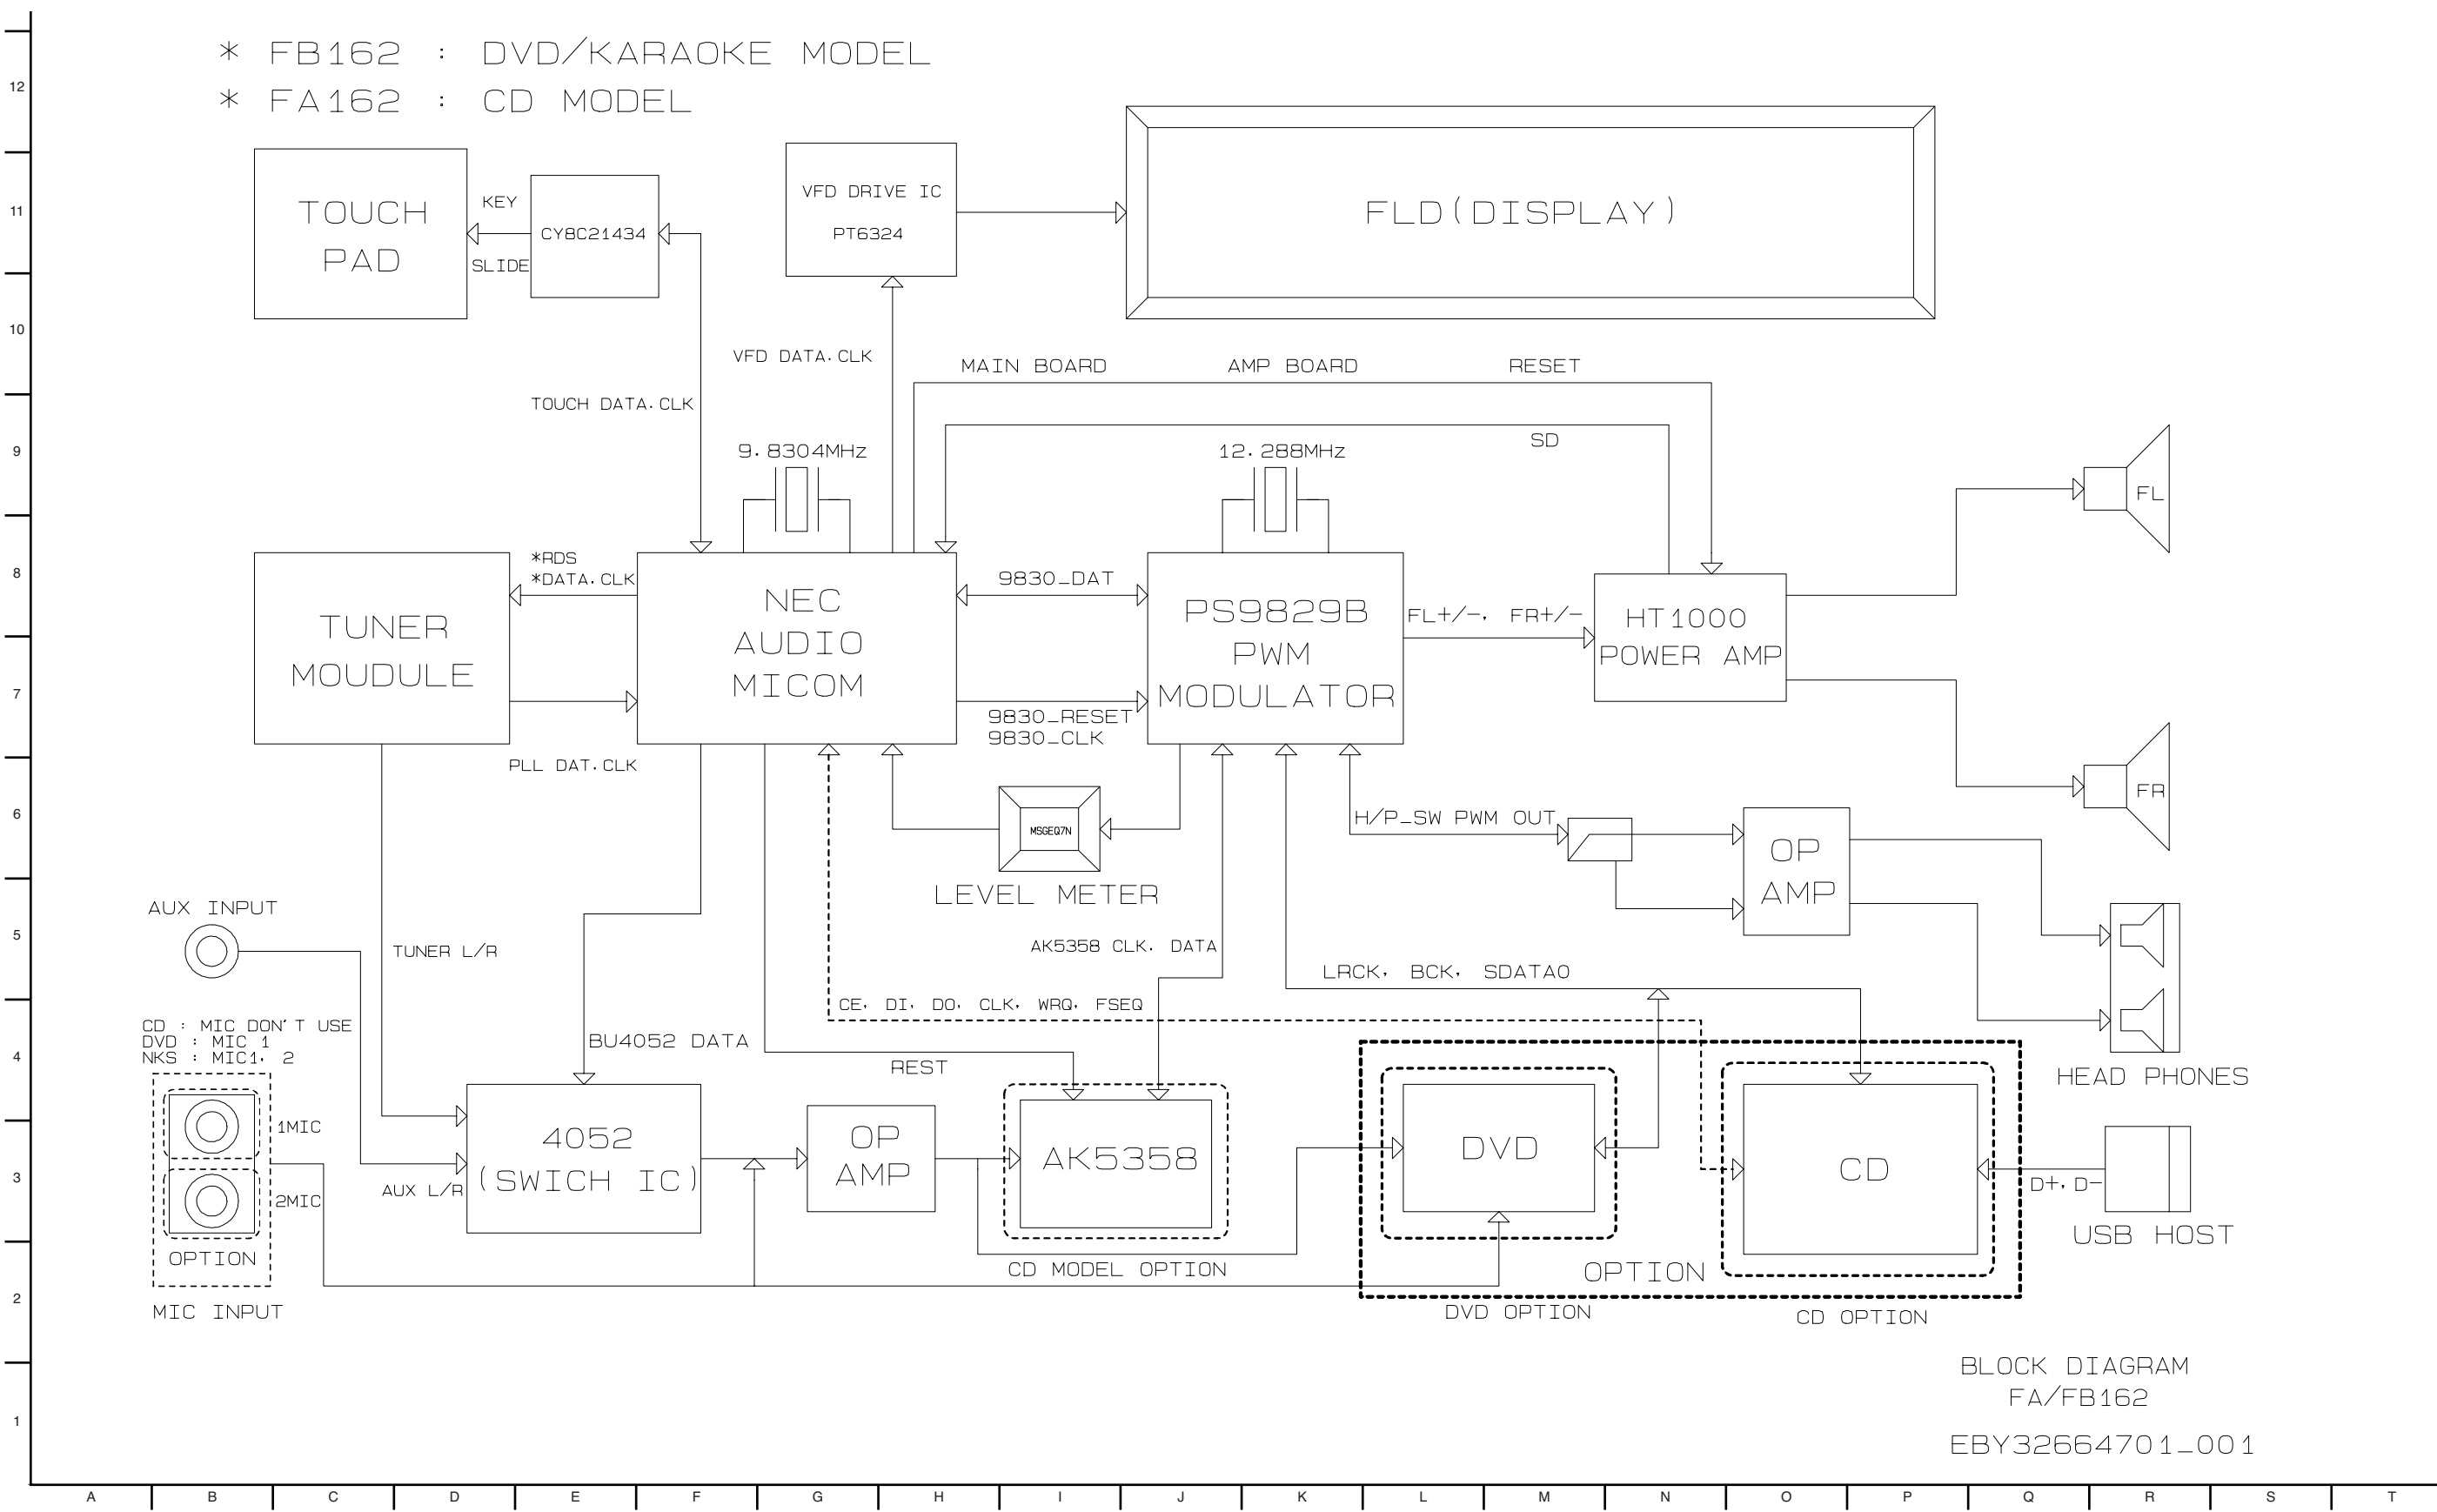 * FB162 : DVD/KARAOKE MODEL
* FA162 : CD MODEL
12
11
10
9
8
7
6
5
4
3
2
1
TOUCH
PAD
KEY
SLIDE
CY8C21434
VFD DRIVE IC
PT6324
FLD(DISPLAY)
VFD DATA.CLK
TOUCH DATA.CLK
MAIN BOARD
AMP BOARD
RESET
SD
9.8304MHz
12.288MHz
FL
TUNER
MOUDULE
*RDS
*DATA.CLK
PLL DAT.CLK
NEC
AUDIO
MICOM
9830_DAT
9830_RESET
9830_CLK
PS9829B
PWM
MODULATOR
FL+/-, FR+/-
HT1000
POWER AMP
FR
MSGEQ7N
LEVEL METER
H/P_SW PWM OUT
OP
AMP
AUX INPUT
TUNER L/R
AK5358 CLK, DATA
LRCK, BCK, SDATA0
CE, DI, DO, CLK, WRQ, FSEQ
HEAD PHONES
CD : MIC DON'T USE
DVD : MIC 1
NKS : MIC1, 2
BU4052 DATA
REST
1MIC
2MIC
OPTION
MIC INPUT
AUX L/R
4052
(SWICH IC)
OP
AMP
AK5358
CD MODEL OPTION
DVD
CD
OPTION
DVD OPTION
CD OPTION
D+, D-
USB HOST
BLOCK DIAGRAM
FA/FB162
EBY32664701_001
A B C D E F G H I J K L M N O P Q R S T